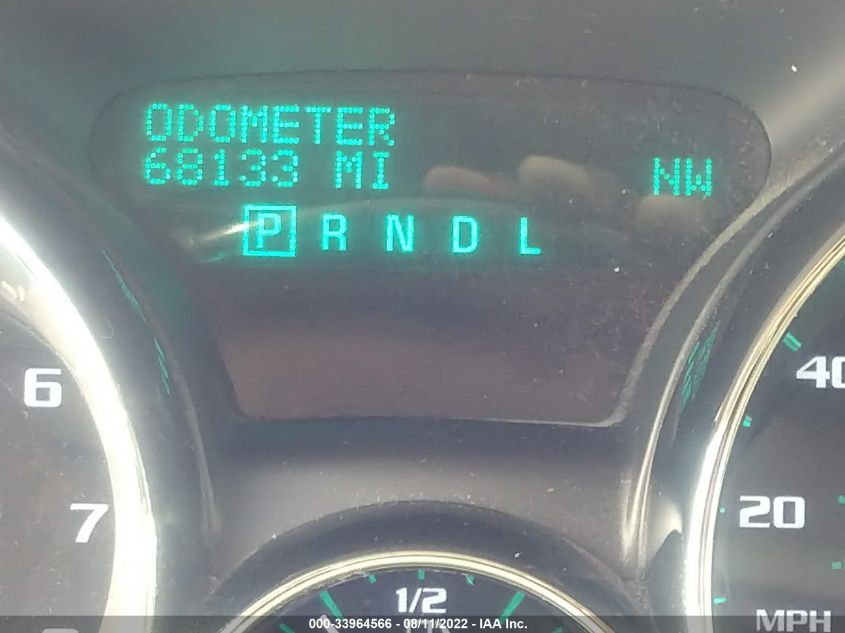 ODOMETER
68133 MI NW
P R N D L
6
7
40
20
1/2
MPH
000-33964566 - 08/11/2022 - IAA Inc.